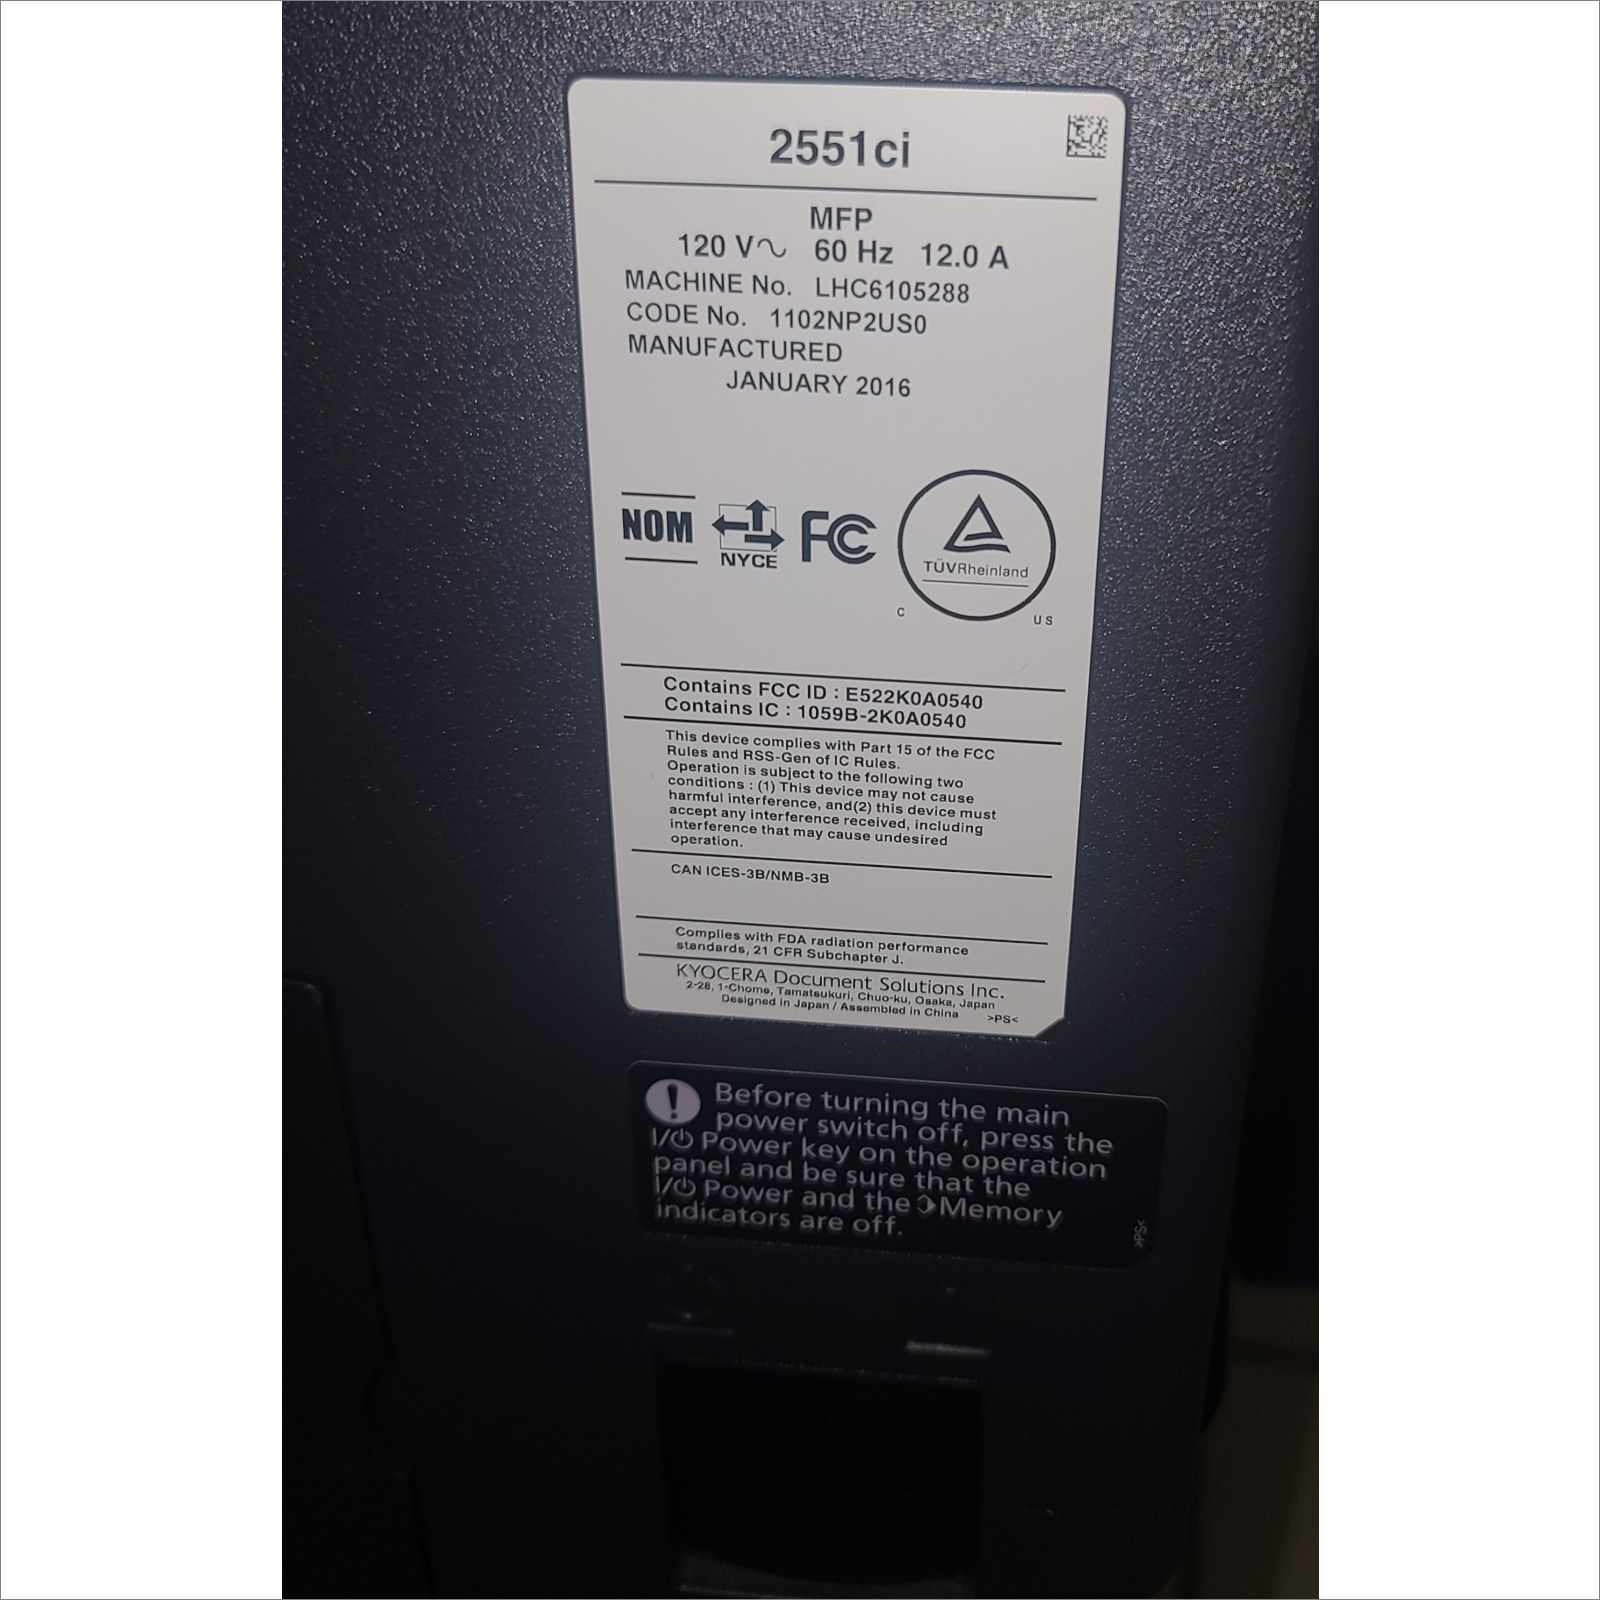 2551ci
MFP
120 V～ 60 Hz 12.0 A
MACHINE No. LHC6105288
CODE No. 1102NP2US0
MANUFACTURED
JANUARY 2016
NOM
NYCE
FC
TÜVRheinland
C US
Contains FCC ID : E522K0A0540
Contains IC : 1059B-2K0A0540
This device complies with Part 15 of the FCC
Rules and RSS-Gen of IC Rules.
Operation is subject to the following two
conditions : (1) This device may not cause
harmful interference, and(2) this device must
accept any interference received, including
interference that may cause undesired
operation.
CAN ICES-3B/NMB-3B
Complies with FDA radiation performance
standards, 21 CFR Subchapter J.
KYOCERA Document Solutions Inc.
2-28, 1-Chome, Tamatsukuri, Chuo-ku, Osaka, Japan
Designed in Japan / Assembled in China >PS<
! Before turning the main
power switch off, press the
I/⏻ Power key on the operation
panel and be sure that the
I/⏻ Power and the Memory
indicators are off.
>PS<